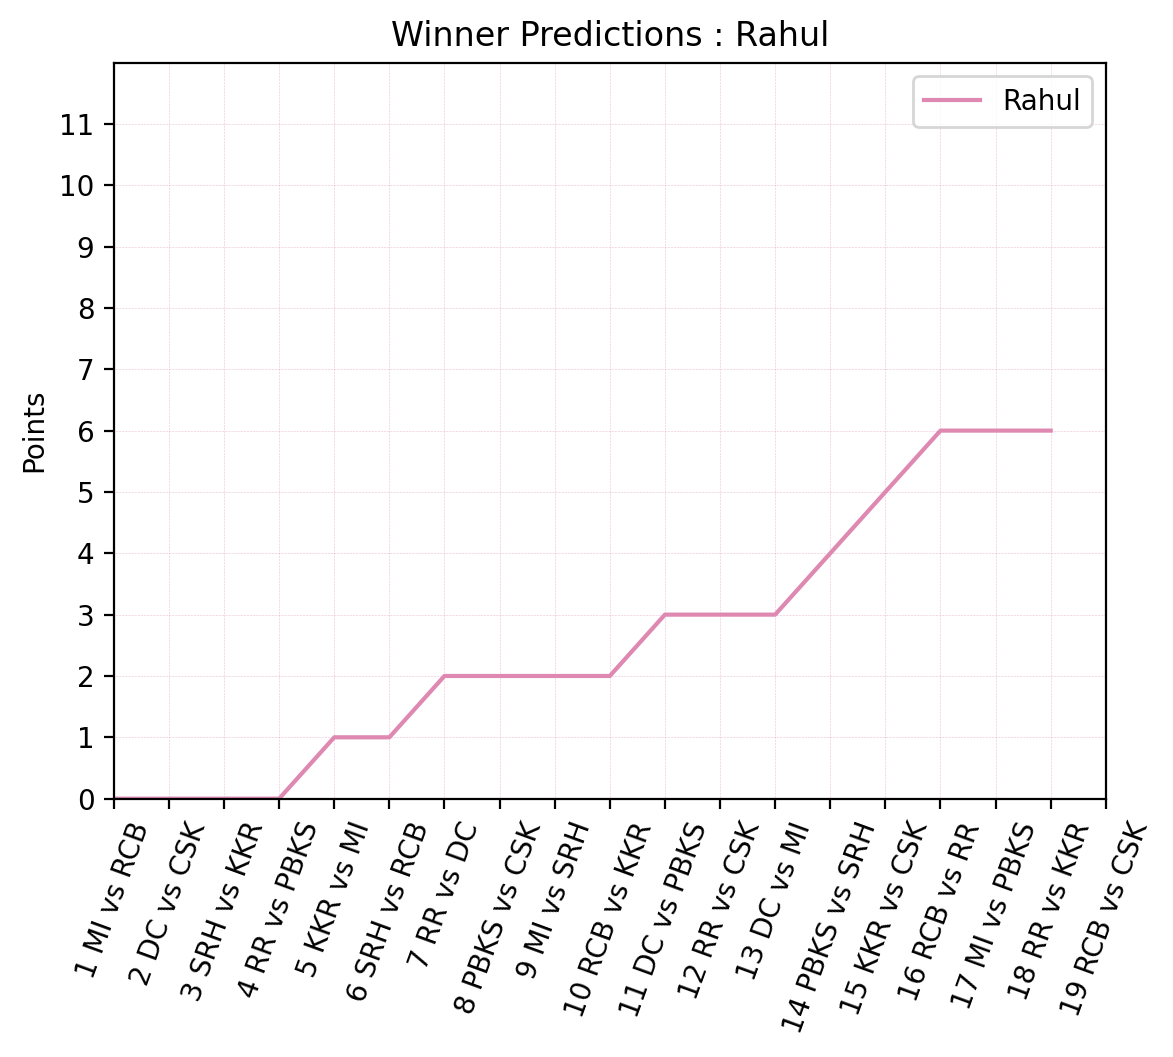 Winner Predictions : Rahul
Rahul
Points
11
10
9
8
7
6
5
4
3
2
1
0
1 MI vs RCB
2 DC vs CSK
3 SRH vs KKR
4 RR vs PBKS
5 KKR vs MI
6 SRH vs RCB
7 RR vs DC
8 PBKS vs CSK
9 MI vs SRH
10 RCB vs KKR
11 DC vs PBKS
12 RR vs CSK
13 DC vs MI
14 PBKS vs SRH
15 KKR vs CSK
16 RCB vs RR
17 MI vs PBKS
18 RR vs KKR
19 RCB vs CSK